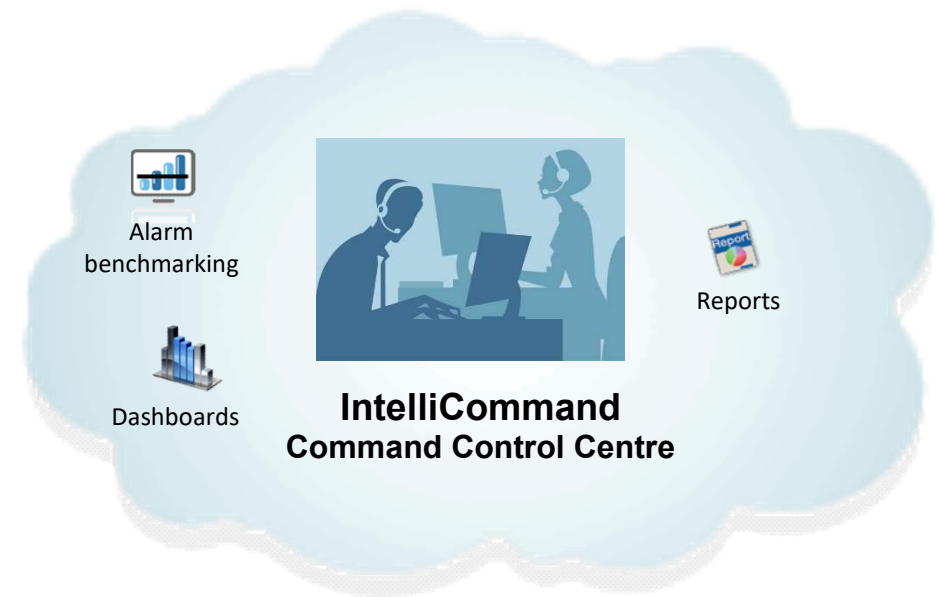 Alarm
benchmarking
Dashboards
Report
Reports
IntelliCommand
Command Control Centre